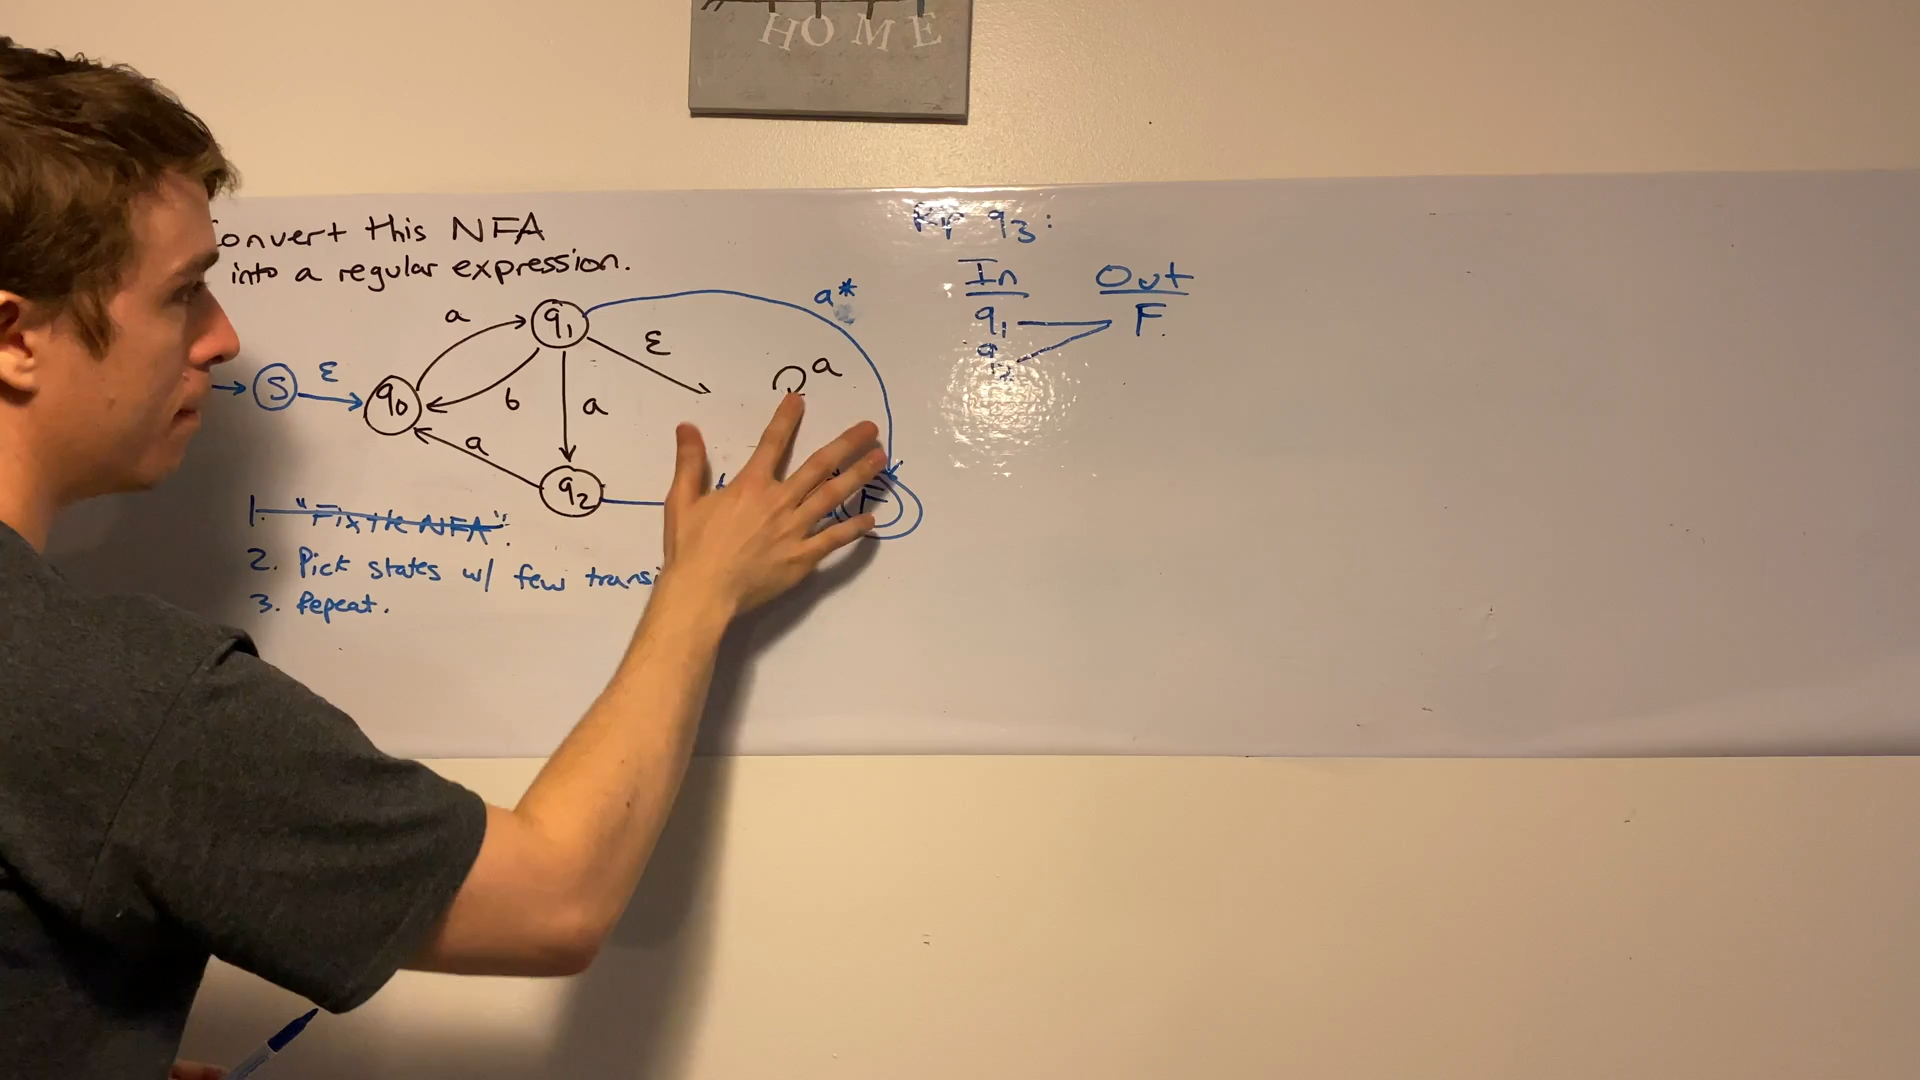 HOME
onvert this NFA
into a regular expression.
q3:
In Out
q1 F
q2
a*
a
q1
ε
a
S
ε
q0
b
a
a
q2
F
1. "Fix the NFA".
2. Pick states w/ few transi
3. Repeat.